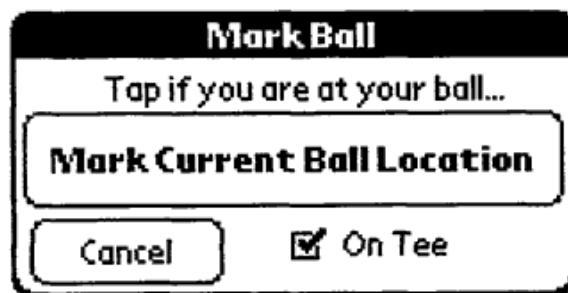 Mark Ball
Tap if you are at your ball...
Mark Current Ball Location
Cancel
On Tee